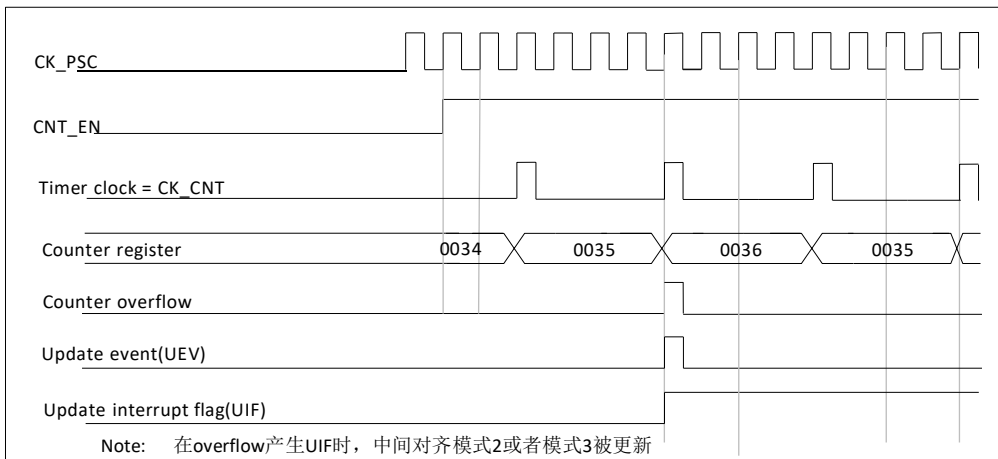 CK_PSC
CNT_EN
Timer clock = CK_CNT
Counter register 0034 0035 0036 0035
Counter overflow
Update event(UEV)
Update interrupt flag(UIF)
Note: 在overflow产生UIF时，中间对齐模式2或者模式3被更新